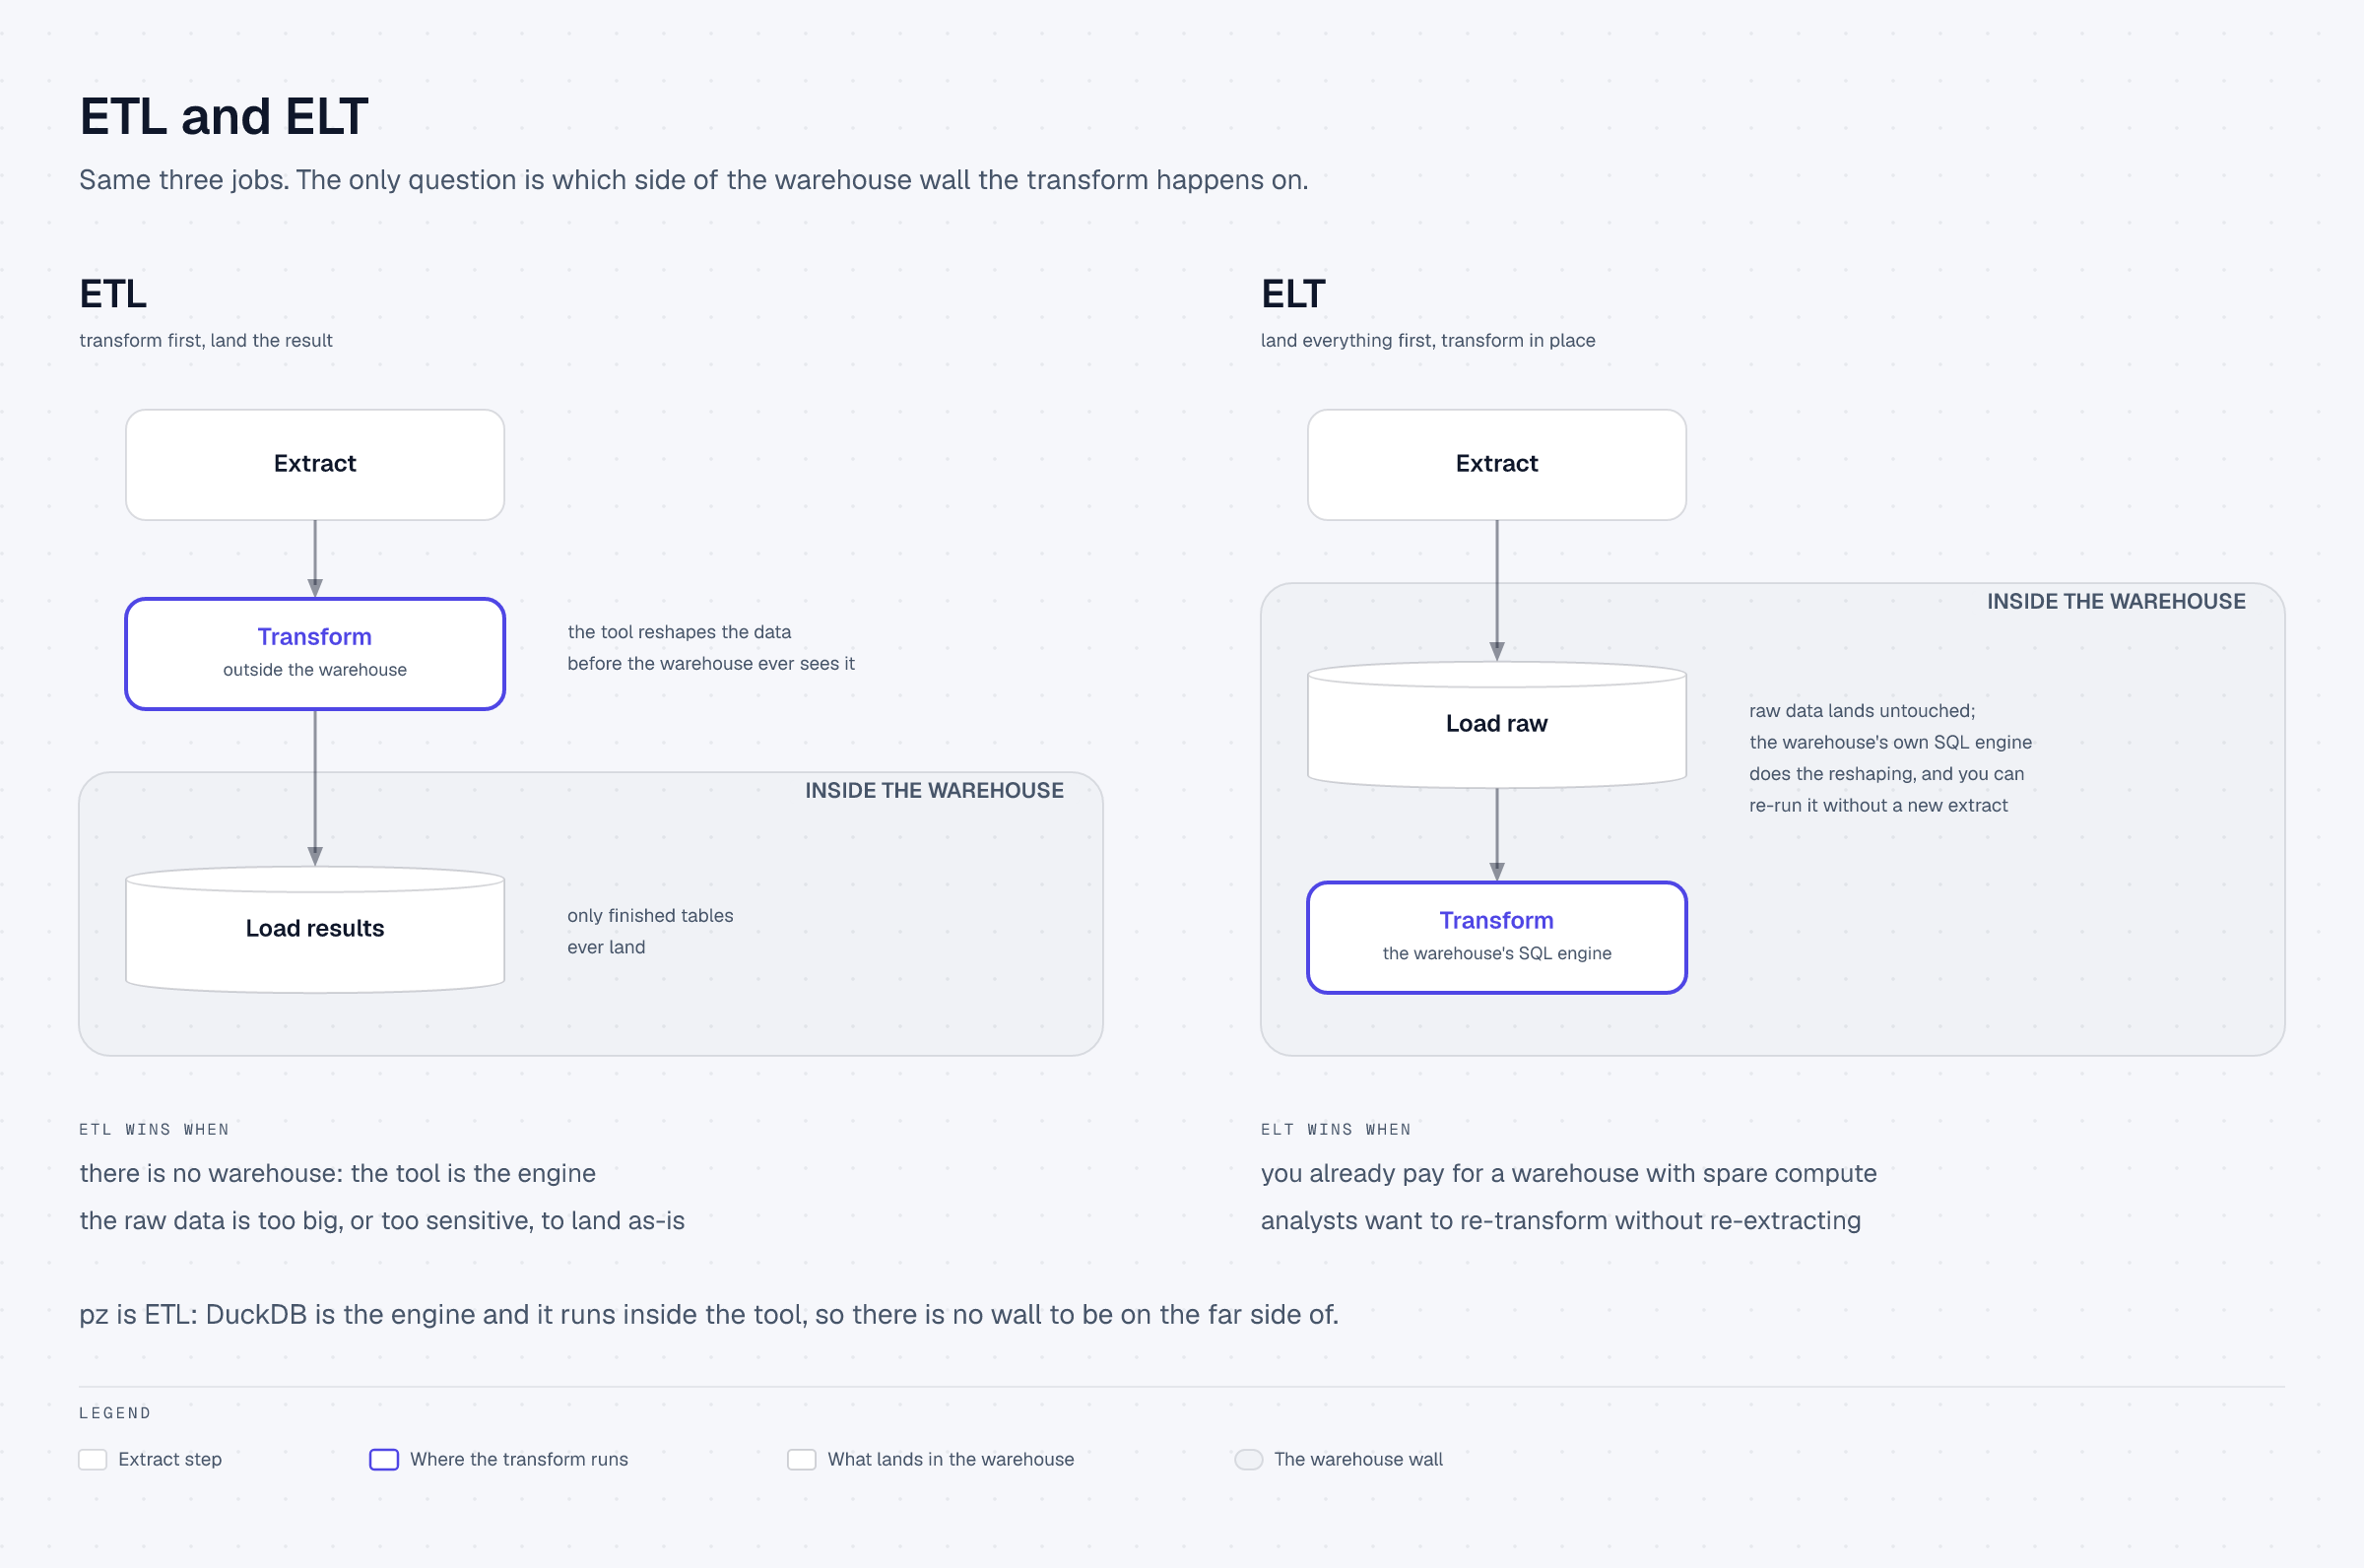 ETL and ELT
Same three jobs. The only question is which side of the warehouse wall the transform happens on.
ETL
transform first, land the result
Extract
Transform
outside the warehouse
the tool reshapes the data
before the warehouse ever sees it
INSIDE THE WAREHOUSE
Load results
only finished tables
ever land
ELT
land everything first, transform in place
Extract
INSIDE THE WAREHOUSE
Load raw
raw data lands untouched;
the warehouse's own SQL engine
does the reshaping, and you can
re-run it without a new extract
Transform
the warehouse's SQL engine
ETL WINS WHEN
there is no warehouse: the tool is the engine
the raw data is too big, or too sensitive, to land as-is
ELT WINS WHEN
you already pay for a warehouse with spare compute
analysts want to re-transform without re-extracting
pz is ETL: DuckDB is the engine and it runs inside the tool, so there is no wall to be on the far side of.
LEGEND
Extract step
Where the transform runs
What lands in the warehouse
The warehouse wall